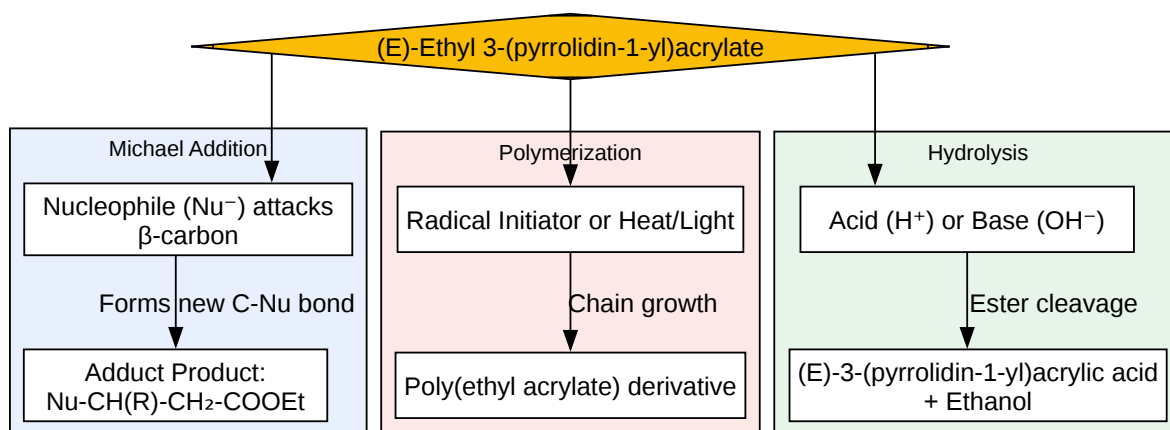 (E)-Ethyl 3-(pyrrolidin-1-yl)acrylate
Michael Addition
Nucleophile (Nu⁻) attacks
β-carbon
Forms new C-Nu bond
Adduct Product:
Nu-CH(R)-CH₂-COOEt
Polymerization
Radical Initiator or Heat/Light
Chain growth
Poly(ethyl acrylate) derivative
Hydrolysis
Acid (H⁺) or Base (OH⁻)
Ester cleavage
(E)-3-(pyrrolidin-1-yl)acrylic acid
+ Ethanol